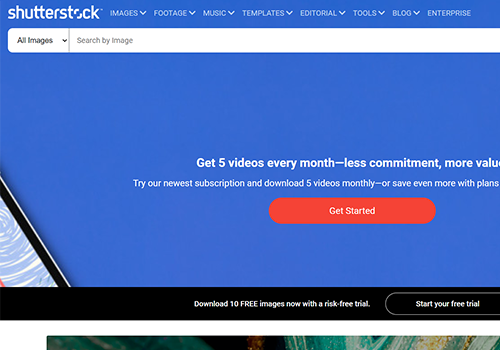 shutterstock
IMAGES FOOTAGE MUSIC TEMPLATES EDITORIAL TOOLS BLOG ENTERPRISE
All Images Search by Image
Get 5 videos every month—less commitment, more valu
Try our newest subscription and download 5 videos monthly—or save even more with plans
Get Started
Download 10 FREE images now with a risk-free trial. Start your free trial